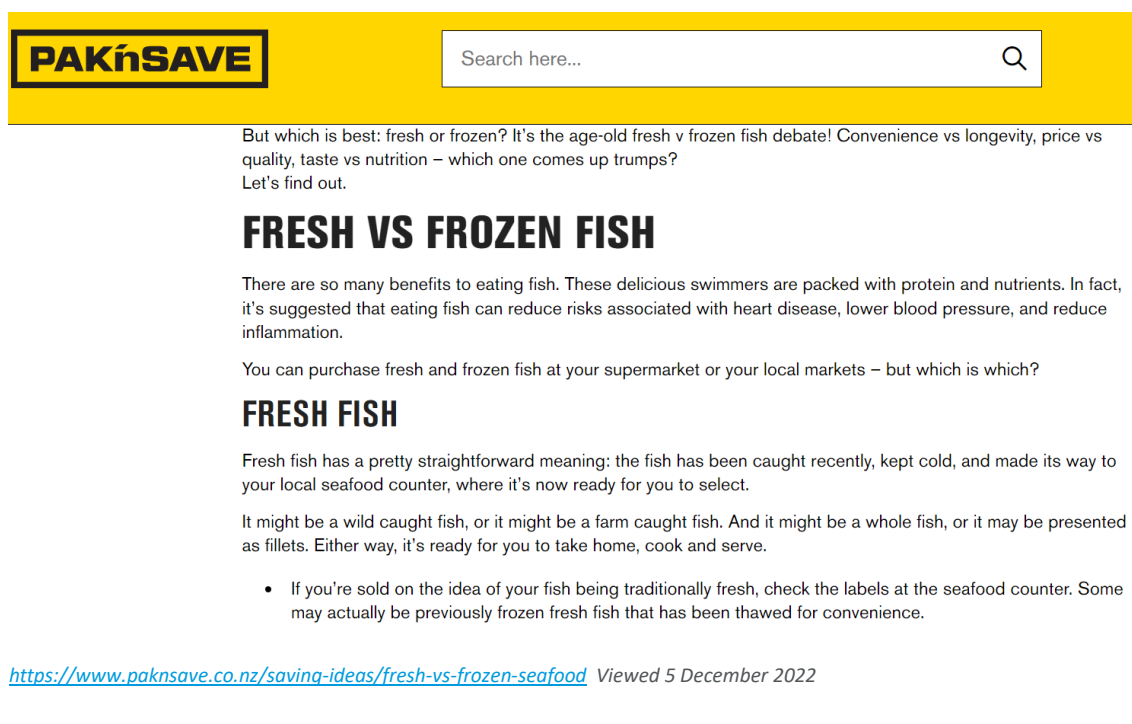 PAKńSAVE
Search here...
But which is best: fresh or frozen? It's the age-old fresh v frozen fish debate! Convenience vs longevity, price vs
quality, taste vs nutrition – which one comes up trumps?
Let's find out.
FRESH VS FROZEN FISH
There are so many benefits to eating fish. These delicious swimmers are packed with protein and nutrients. In fact,
it's suggested that eating fish can reduce risks associated with heart disease, lower blood pressure, and reduce
inflammation.
You can purchase fresh and frozen fish at your supermarket or your local markets – but which is which?
FRESH FISH
Fresh fish has a pretty straightforward meaning: the fish has been caught recently, kept cold, and made its way to
your local seafood counter, where it's now ready for you to select.
It might be a wild caught fish, or it might be a farm caught fish. And it might be a whole fish, or it may be presented
as fillets. Either way, it's ready for you to take home, cook and serve.
• If you're sold on the idea of your fish being traditionally fresh, check the labels at the seafood counter. Some
may actually be previously frozen fresh fish that has been thawed for convenience.
https://www.paknsave.co.nz/saving-ideas/fresh-vs-frozen-seafood Viewed 5 December 2022